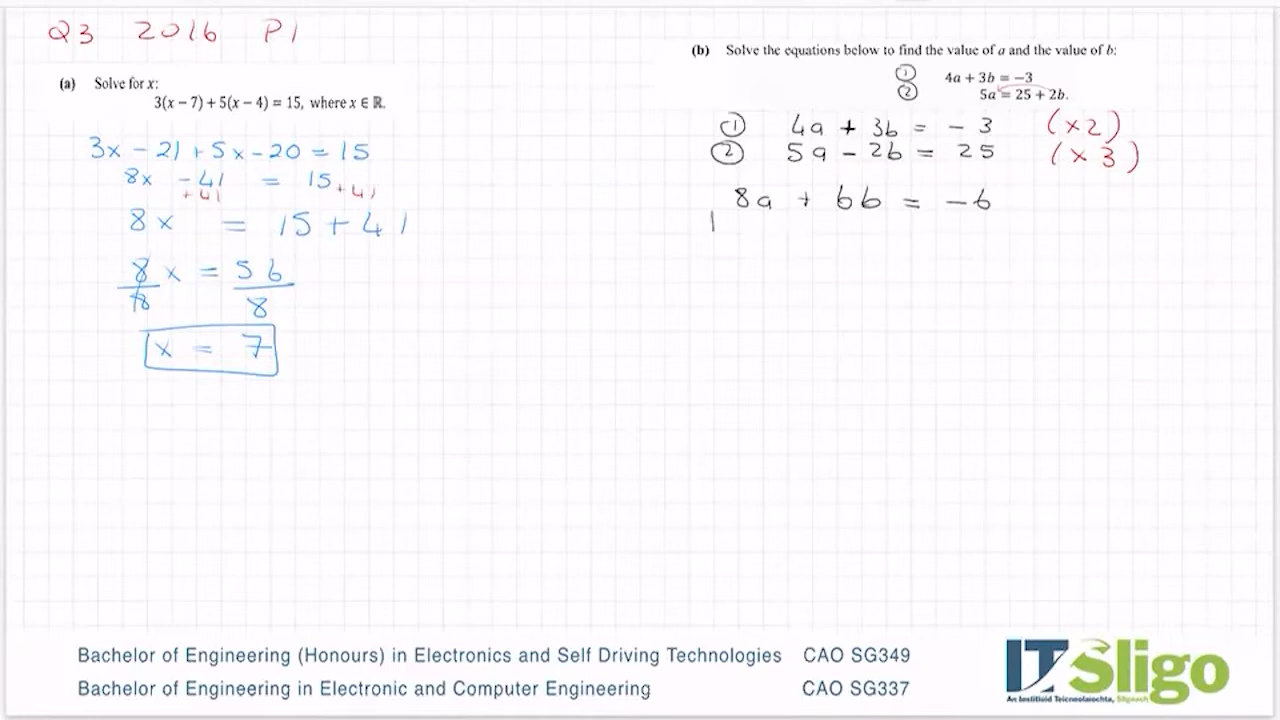 Q3 2016 P1
(a) Solve for x:
3(x – 7) + 5(x – 4) = 15, where x ∈ ℝ.
3x - 21 + 5x - 20 = 15
8x - 41 = 15
+41 +41
8x = 15 + 41
8x = 56
8 8
x = 7
(b) Solve the equations below to find the value of a and the value of b:
① 4a + 3b = −3
② 5a = 25 + 2b.
① 4a + 3b = - 3 (x2)
② 5a - 2b = 25 (x3)
8a + 6b = -6
1
Bachelor of Engineering (Honours) in Electronics and Self Driving Technologies CAO SG349
Bachelor of Engineering in Electronic and Computer Engineering CAO SG337
IT Sligo
An Institiúid Teicneolaíochta, Sligeach